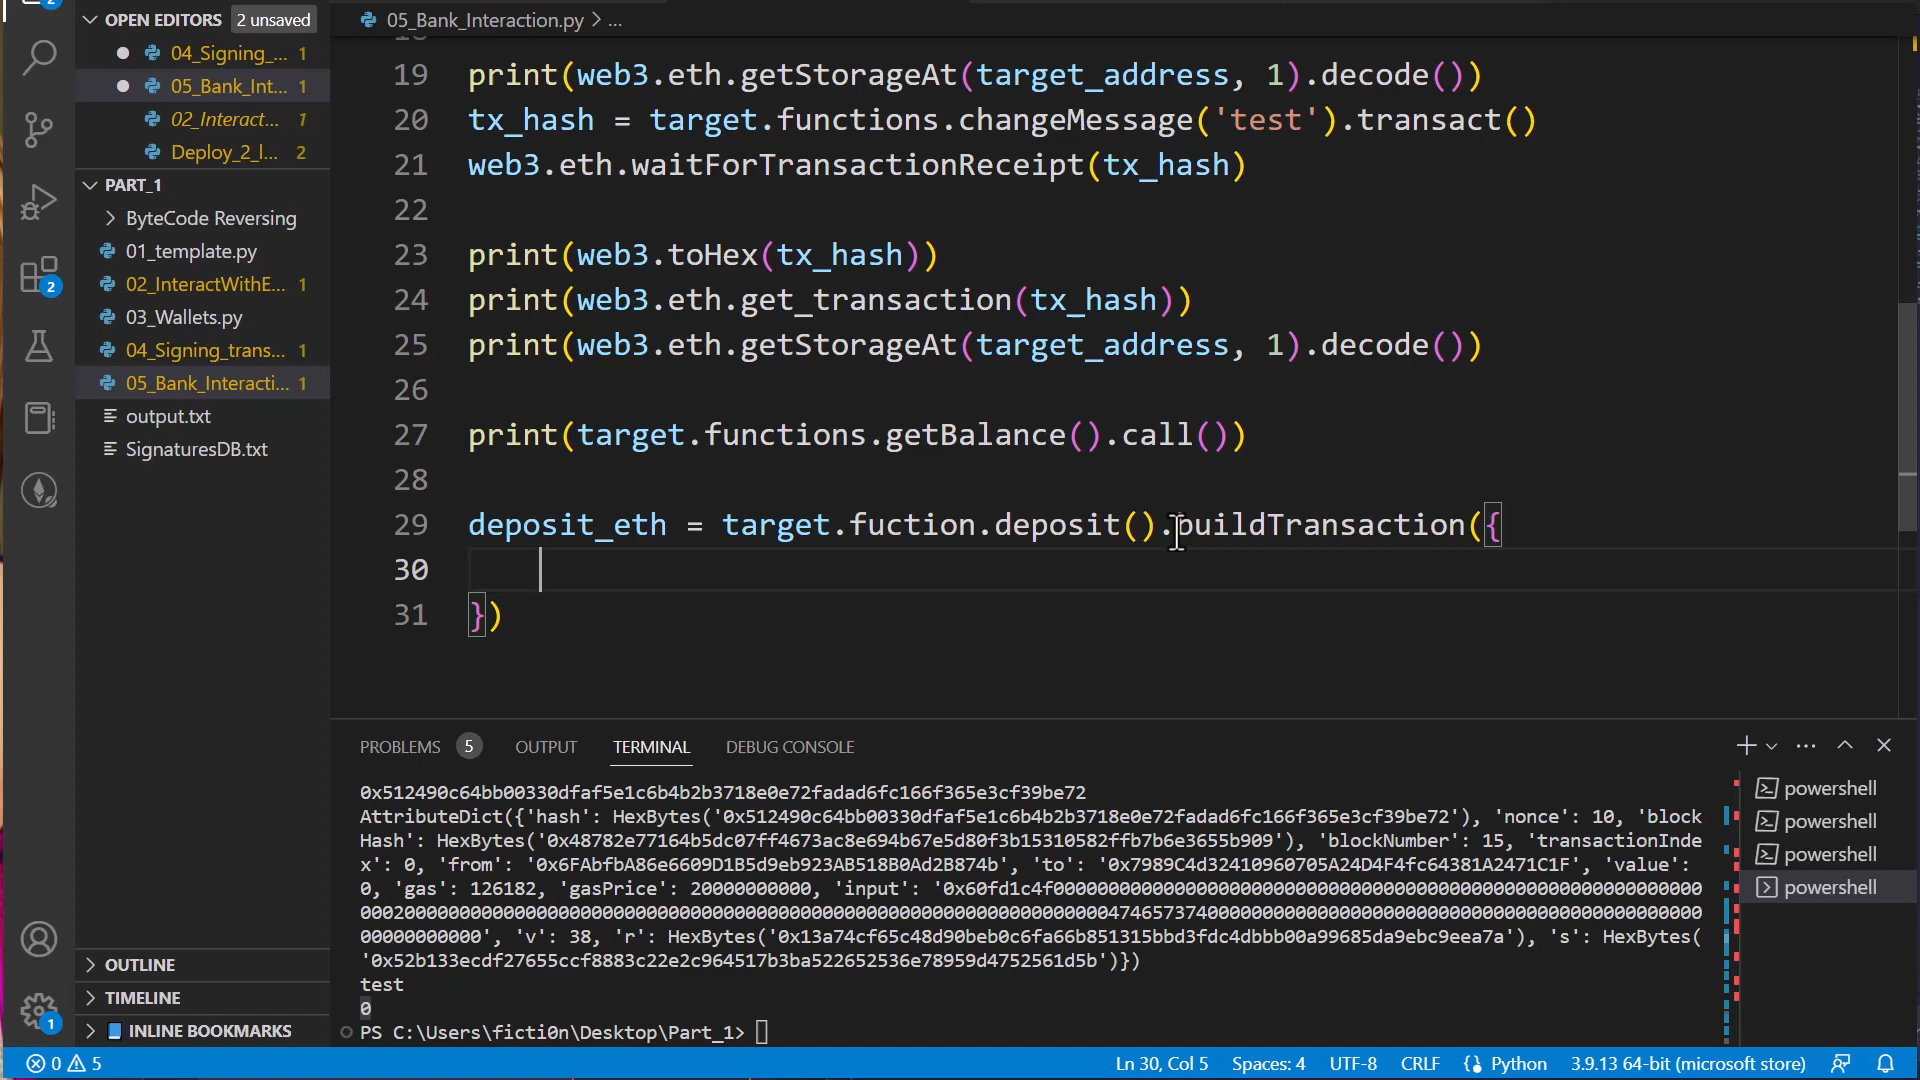 OPEN EDITORS 2 unsaved
04_Signing_... 1
05_Bank_Int... 1
02_Interact... 1
Deploy_2_l... 2
PART_1
ByteCode Reversing
01_template.py
02_InteractWithE... 1
03_Wallets.py
04_Signing_trans... 1
05_Bank_Interacti... 1
output.txt
SignaturesDB.txt
OUTLINE
TIMELINE
INLINE BOOKMARKS
2
2
1
05_Bank_Interaction.py > ...
19 print(web3.eth.getStorageAt(target_address, 1).decode())
20 tx_hash = target.functions.changeMessage('test').transact()
21 web3.eth.waitForTransactionReceipt(tx_hash)
22
23 print(web3.toHex(tx_hash))
24 print(web3.eth.get_transaction(tx_hash))
25 print(web3.eth.getStorageAt(target_address, 1).decode())
26
27 print(target.functions.getBalance().call())
28
29 deposit_eth = target.fuction.deposit().buildTransaction({
30
31 })
PROBLEMS 5 OUTPUT TERMINAL DEBUG CONSOLE
0x512490c64bb00330dfaf5e1c6b4b2b3718e0e72fadad6fc166f365e3cf39be72
AttributeDict({'hash': HexBytes('0x512490c64bb00330dfaf5e1c6b4b2b3718e0e72fadad6fc166f365e3cf39be72'), 'nonce': 10, 'block
Hash': HexBytes('0x48782e77164b5dc07ff4673ac8e694b67e5d80f3b15310582ffb7b6e3655b909'), 'blockNumber': 15, 'transactionInde
x': 0, 'from': '0x6FAbfbA86e6609D1B5d9eb923AB518B0Ad2B874b', 'to': '0x7989C4d32410960705A24D4F4fc64381A2471C1F', 'value':
0, 'gas': 126182, 'gasPrice': 20000000000, 'input':
'v': 38, 'r': HexBytes('0x13a74cf65c48d90beb0c6fa66b851315bbd3fdc4dbbb00a99685da9ebc9eea7a'), 's': HexBytes(
'0x52b133ecdf27655ccf8883c22e2c964517b3ba522652536e78959d4752561d5b')})
test
0
PS C:\Users\ficti0n\Desktop\Part_1>
powershell
powershell
powershell
powershell
0 5 Ln 30, Col 5 Spaces: 4 UTF-8 CRLF Python 3.9.13 64-bit (microsoft store)